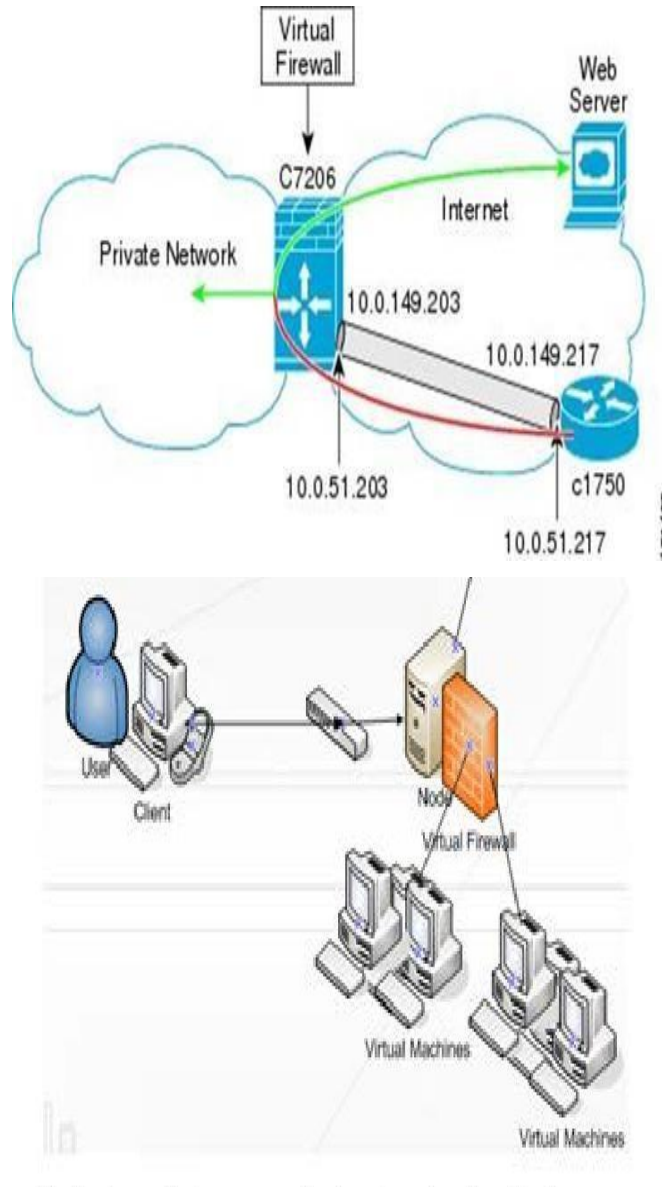 Virtual
Firewall
Web
Server
C7206
Internet
Private Network
10.0.149.203
10.0.149.217
10.0.51.203
c1750
10.0.51.217
User
Client
Node
Virtual Firewall
Virtual Machines
Virtual Machines